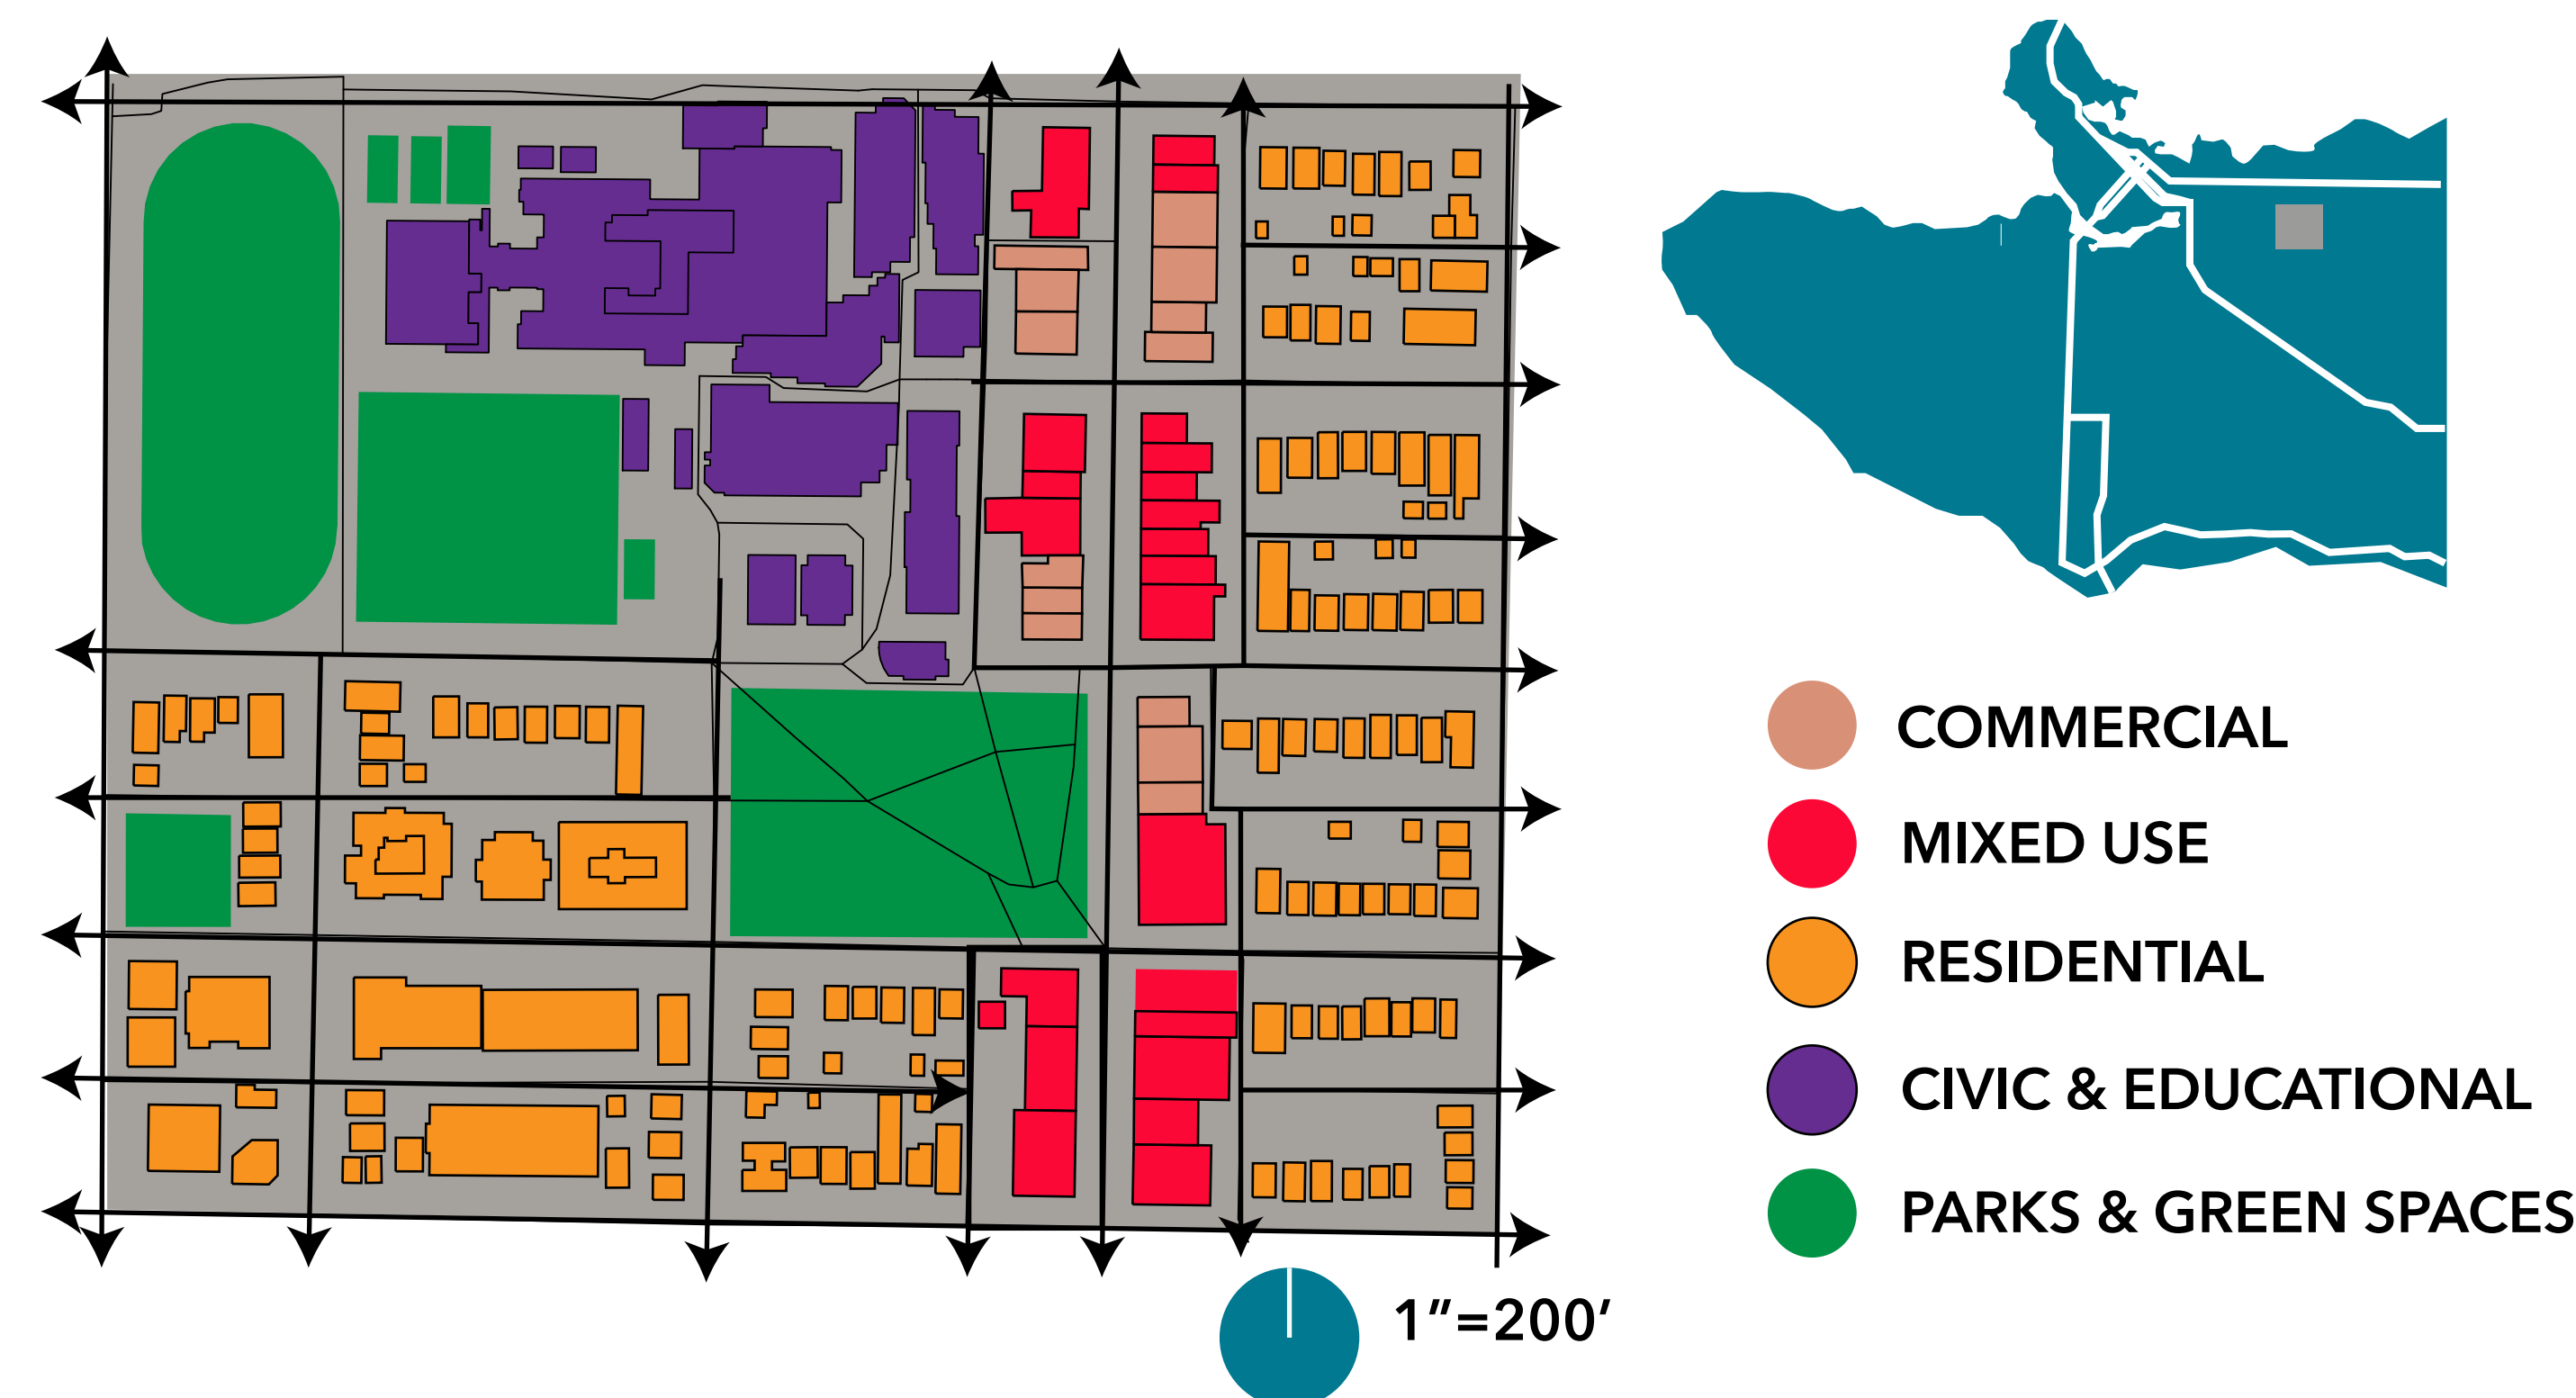 COMMERCIAL
MIXED USE
RESIDENTIAL
CIVIC & EDUCATIONAL
PARKS & GREEN SPACES
1"=200'